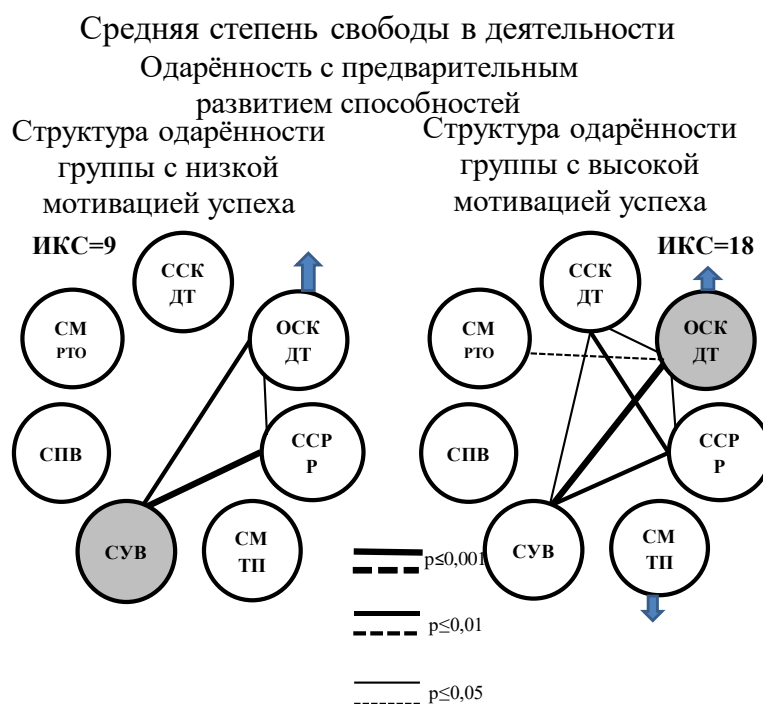 Средняя степень свободы в деятельности
Одарённость с предварительным
развитием способностей
Структура одарённости
группы с низкой
мотивацией успеха
ИКС=9
ССК
ДТ
СМ
РТО
ОСК
ДТ
СПВ
ССР
Р
СУВ
СМ
ТП
Структура одарённости
группы с высокой
мотивацией успеха
ИКС=18
ССК
ДТ
СМ
РТО
ОСК
ДТ
СПВ
ССР
Р
СУВ
СМ
ТП
p≤0,001
p≤0,01
p≤0,05